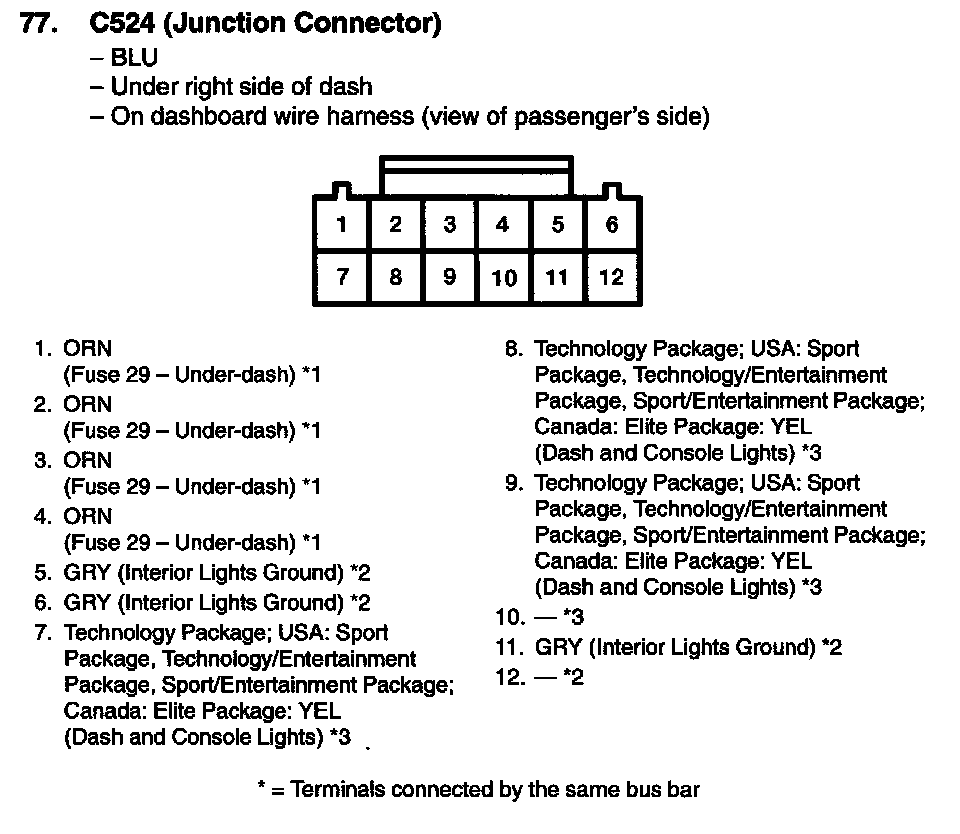 77. C524 (Junction Connector)
– BLU
– Under right side of dash
– On dashboard wire harness (view of passenger's side)
1 2 3 4 5 6
7 8 9 10 11 12
1. ORN
(Fuse 29 – Under-dash) *1
2. ORN
(Fuse 29 – Under-dash) *1
3. ORN
(Fuse 29 – Under-dash) *1
4. ORN
(Fuse 29 – Under-dash) *1
5. GRY (Interior Lights Ground) *2
6. GRY (Interior Lights Ground) *2
7. Technology Package; USA: Sport
Package, Technology/Entertainment
Package, Sport/Entertainment Package;
Canada: Elite Package: YEL
(Dash and Console Lights) *3
8. Technology Package; USA: Sport
Package, Technology/Entertainment
Package, Sport/Entertainment Package;
Canada: Elite Package: YEL
(Dash and Console Lights) *3
9. Technology Package; USA: Sport
Package, Technology/Entertainment
Package, Sport/Entertainment Package;
Canada: Elite Package: YEL
(Dash and Console Lights) *3
10. — *3
11. GRY (Interior Lights Ground) *2
12. — *2
* = Terminals connected by the same bus bar